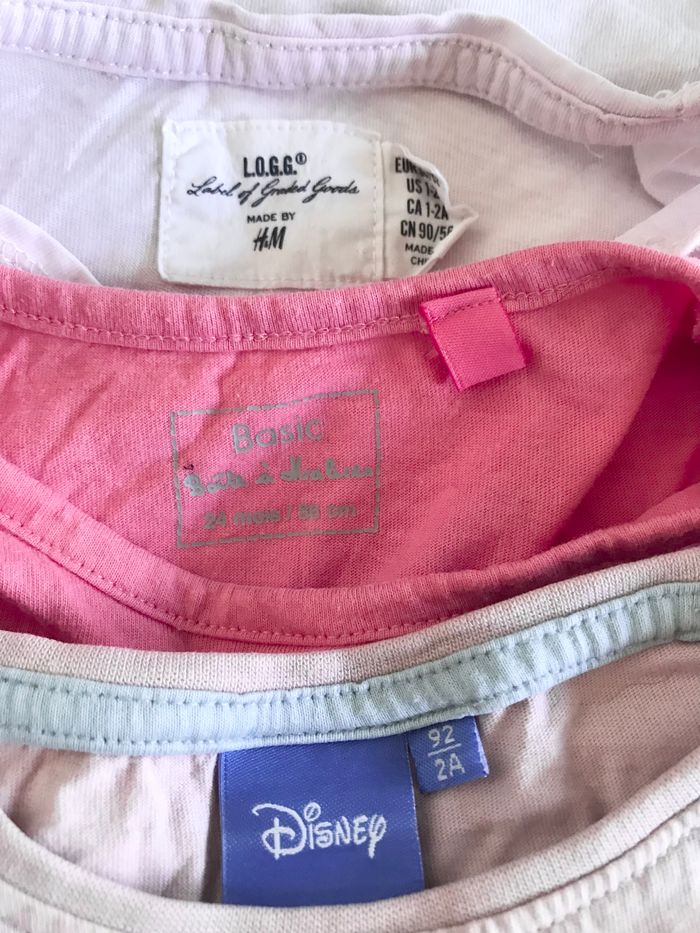 L.O.G.G.®
Label of Graded Goods
MADE BY
H&M
US 1-2
CA 1-2A
CN 90/56
MADE
Basic
24 mois / 86 cm
DISNEY
92
2A